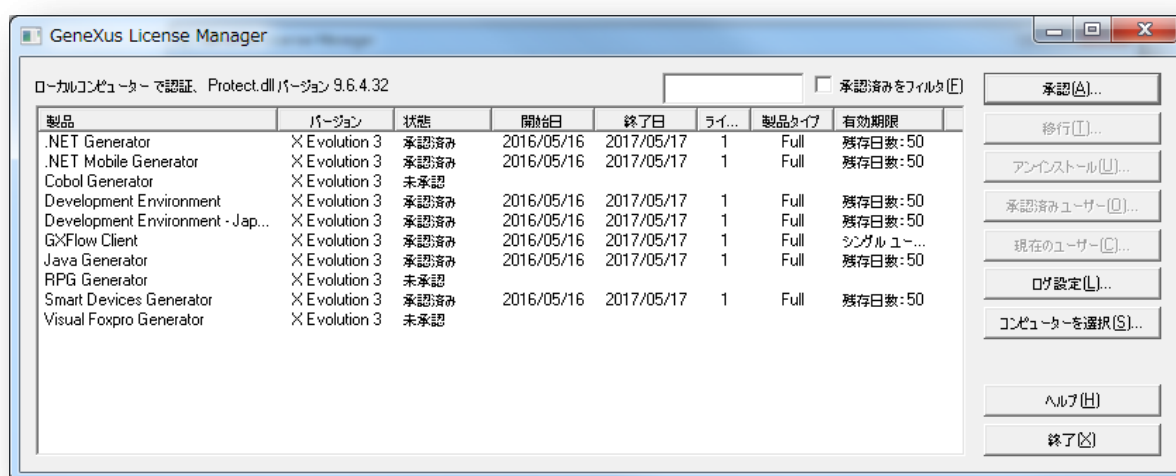 GeneXus License Manager
ローカルコンピューター で認証、Protect.dll バージョン 9.6.4.32
承認済みをフィルタ(F)
製品 バージョン 状態 開始日 終了日 ライ... 製品タイプ 有効期限
.NET Generator X Evolution 3 承認済み 2016/05/16 2017/05/17 1 Full 残存日数:50
.NET Mobile Generator X Evolution 3 承認済み 2016/05/16 2017/05/17 1 Full 残存日数:50
Cobol Generator X Evolution 3 未承認
Development Environment X Evolution 3 承認済み 2016/05/16 2017/05/17 1 Full 残存日数:50
Development Environment - Jap... X Evolution 3 承認済み 2016/05/16 2017/05/17 1 Full 残存日数:50
GXFlow Client X Evolution 3 承認済み 2016/05/16 2017/05/17 1 Full シングル ユー...
Java Generator X Evolution 3 承認済み 2016/05/16 2017/05/17 1 Full 残存日数:50
RPG Generator X Evolution 3 未承認
Smart Devices Generator X Evolution 3 承認済み 2016/05/16 2017/05/17 1 Full 残存日数:50
Visual Foxpro Generator X Evolution 3 未承認
承認(A)...
移行(T)...
アンインストール(U)...
承認済みユーザー(O)...
現在のユーザー(C)...
ログ設定(L)...
コンピューターを選択(S)...
ヘルプ(H)
終了(X)